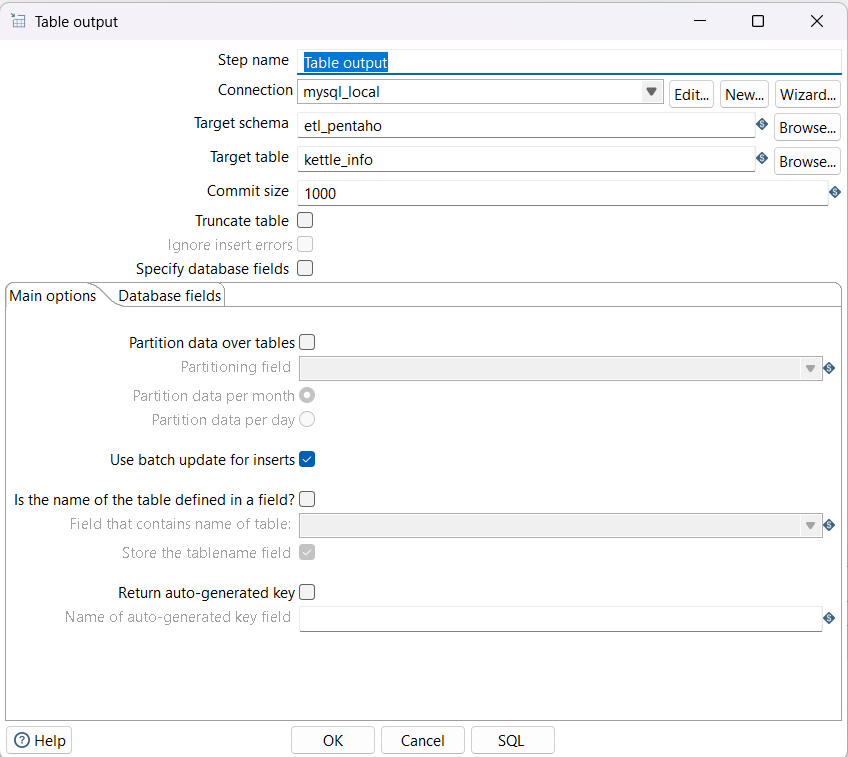 Table output
Step name Table output
Connection mysql_local Edit... New... Wizard...
Target schema etl_pentaho Browse...
Target table kettle_info Browse...
Commit size 1000
Truncate table
Ignore insert errors
Specify database fields
Main options Database fields
Partition data over tables
Partitioning field
Partition data per month
Partition data per day
Use batch update for inserts
Is the name of the table defined in a field?
Field that contains name of table:
Store the tablename field
Return auto-generated key
Name of auto-generated key field
Help OK Cancel SQL